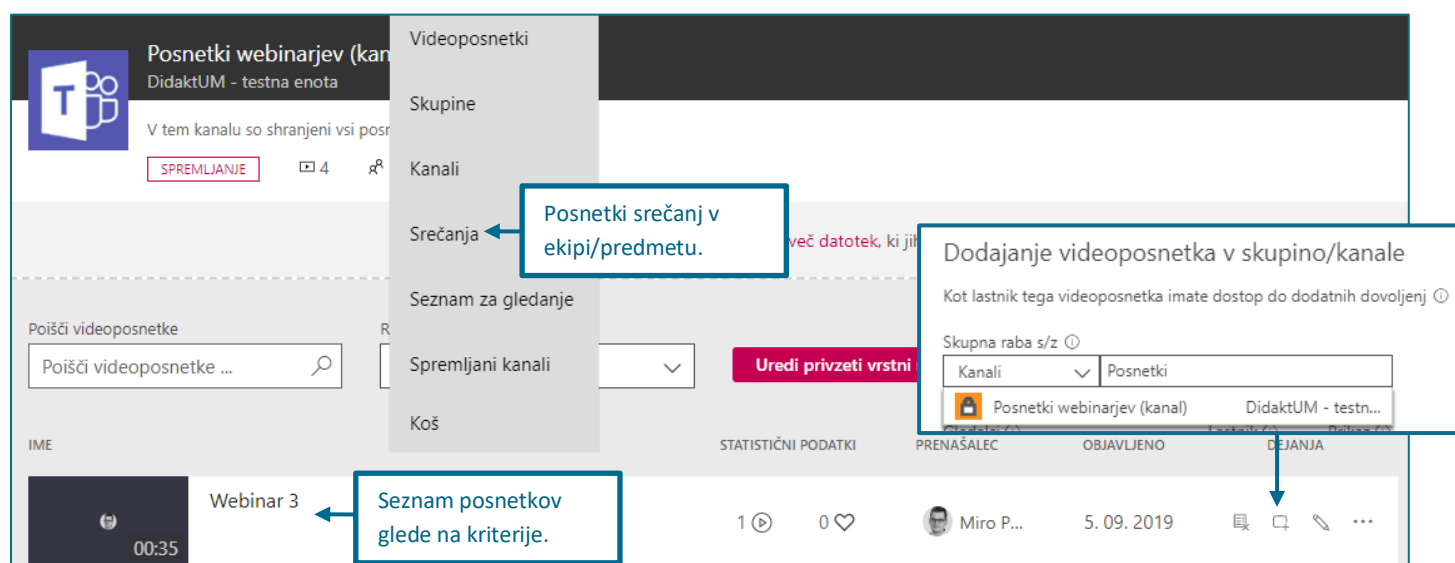 Posnetki webinarjev (kan
DidaktUM - testna enota
V tem kanalu so shranjeni vsi posr
SPREMLJANJE
4
Videoposnetki
Skupine
Kanali
Srečanja
Seznam za gledanje
Spremljani kanali
Koš
Posnetki srečanj v
ekipi/predmetu.
več datotek, ki jih
Dodajanje videoposnetka v skupino/kanale
Kot lastnik tega videoposnetka imate dostop do dodatnih dovoljenj
Skupna raba s/z
Kanali
Posnetki
Posnetki webinarjev (kanal) DidaktUM - testn...
Poišči videoposnetke
Poišči videoposnetke ...
R
Uredi privzeti vrstni
IME STATISTIČNI PODATKI PRENAŠALEC OBJAVLJENO DEJANJA
Webinar 3
00:35
Seznam posnetkov
glede na kriterije.
1 0 Miro P... 5. 09. 2019